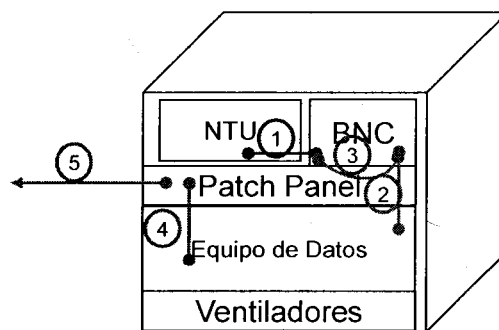 NTU
BNC
1
3
5
Patch Panel
2
4
Equipo de Datos
Ventiladores